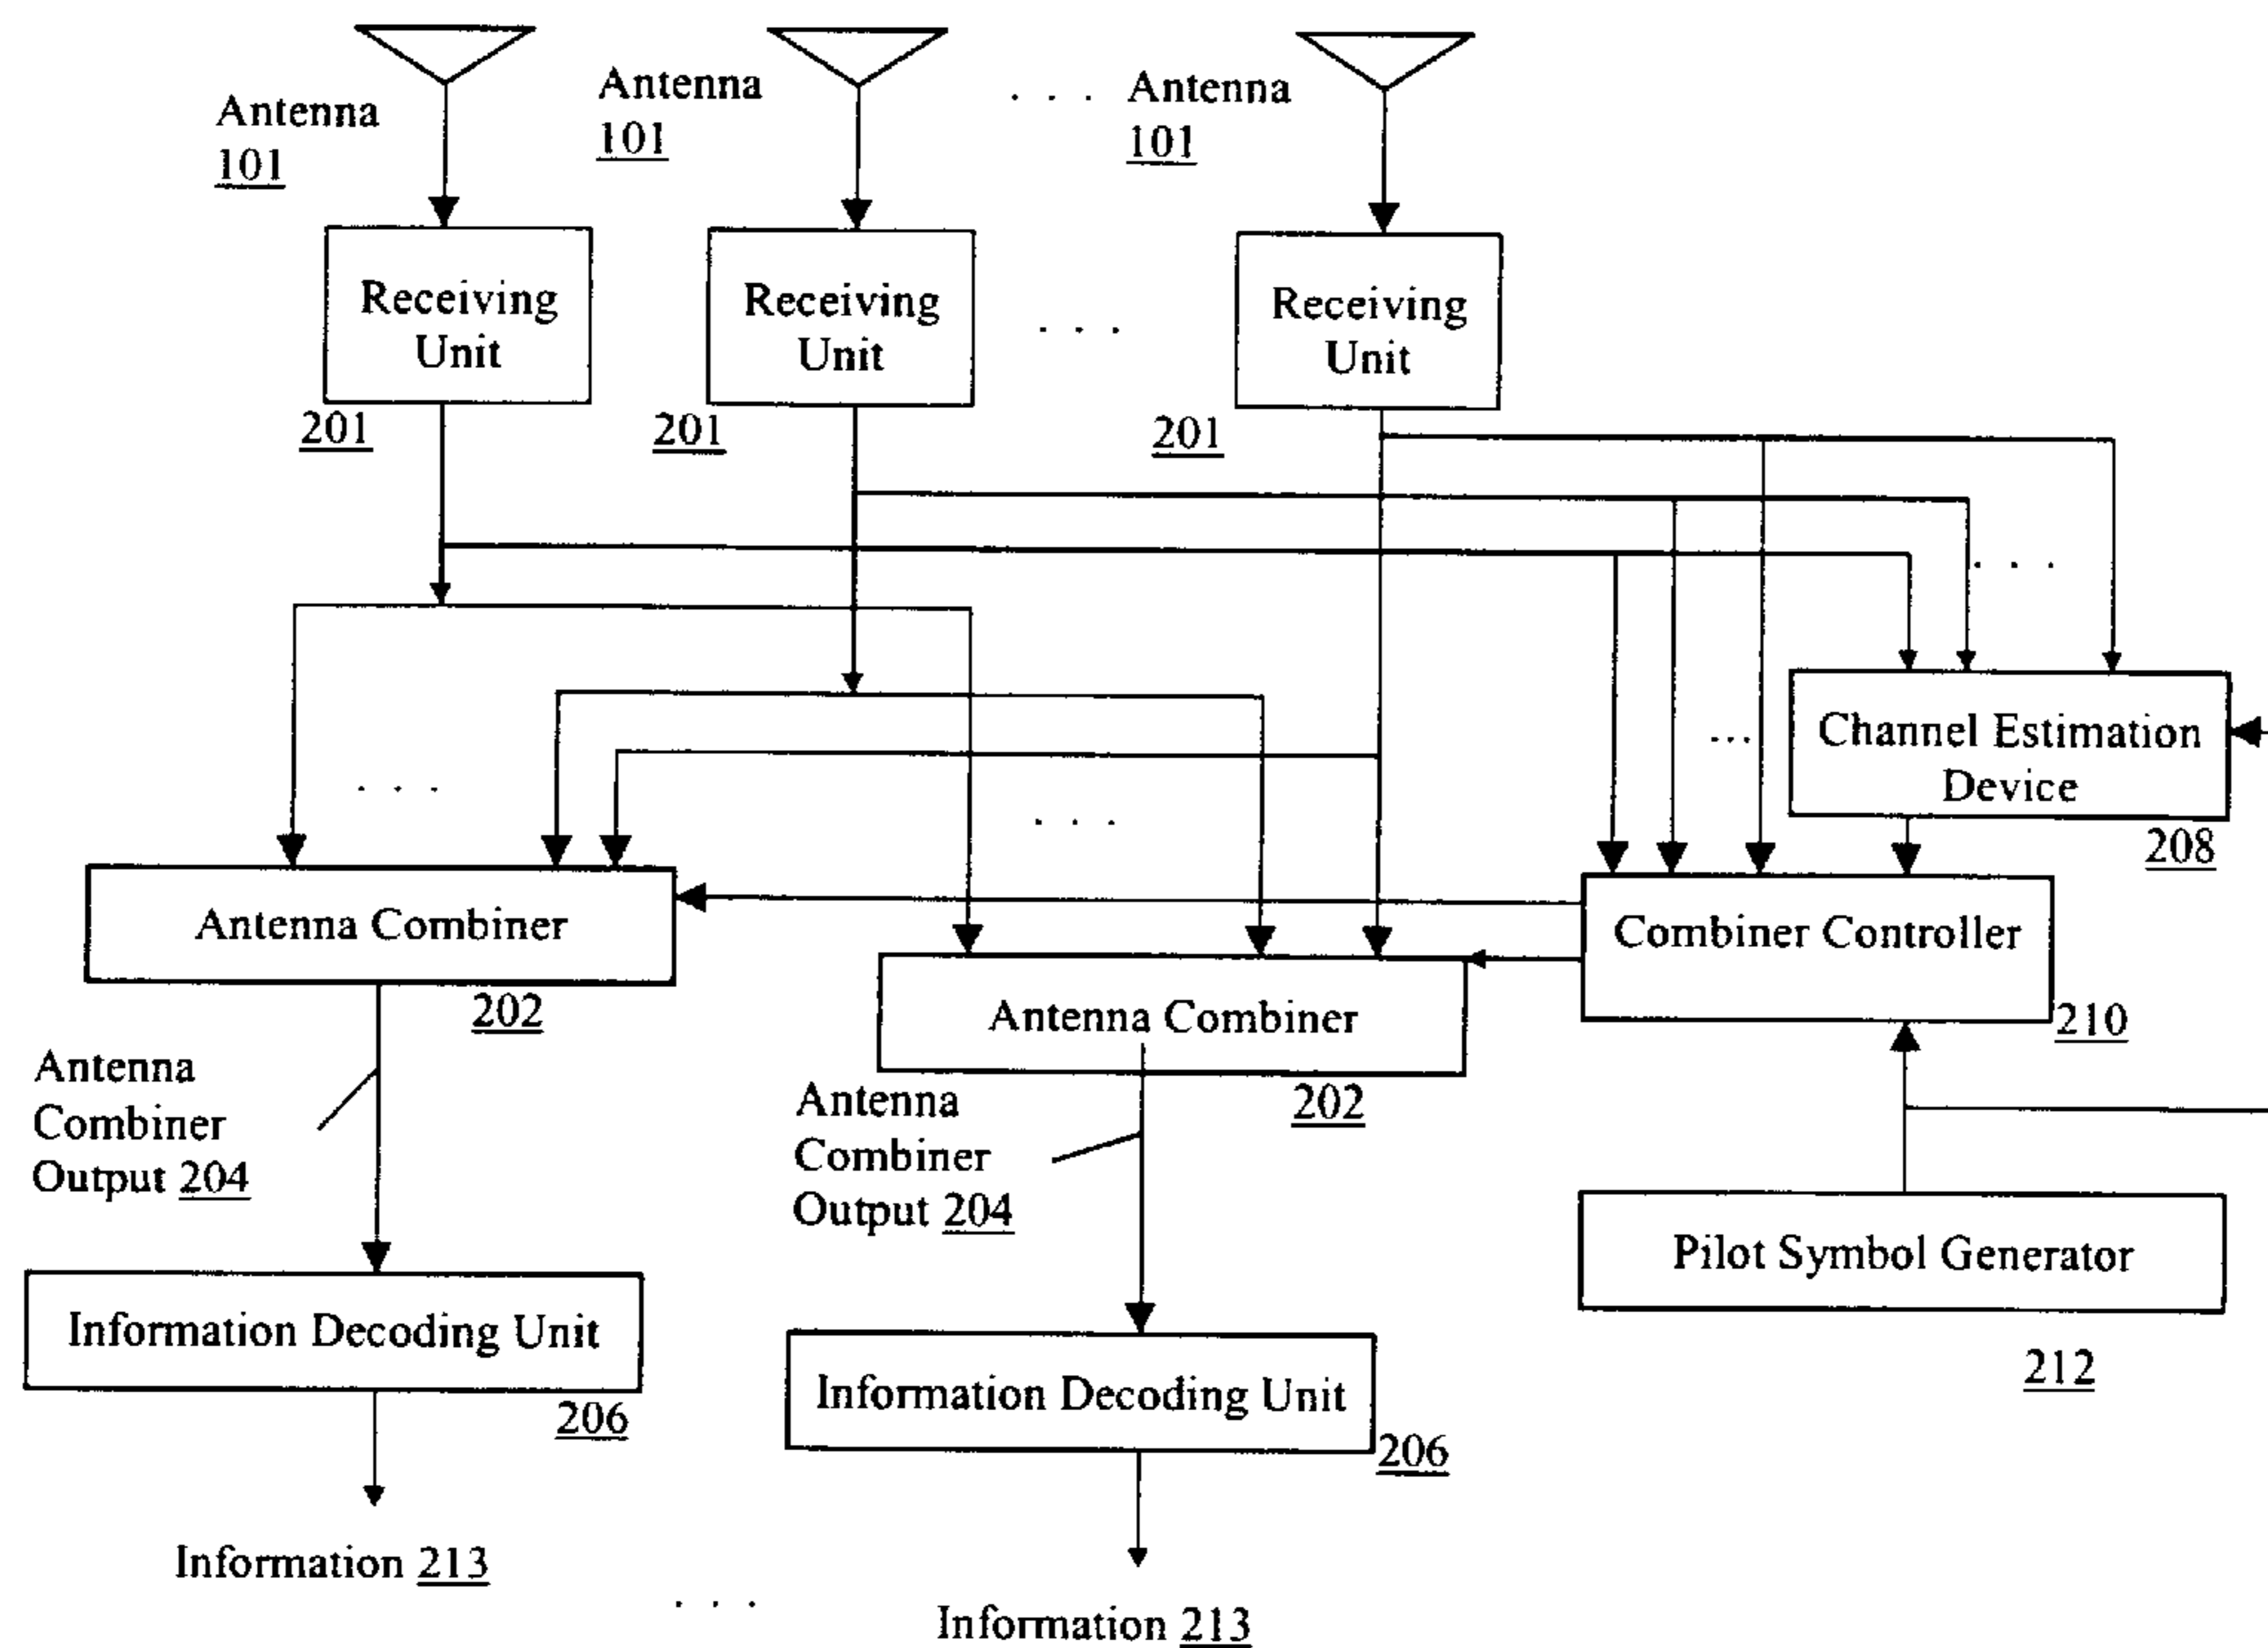 Antenna
101
Antenna
101
. . .
Antenna
101
Receiving
Unit
201
Receiving
Unit
201
. . .
Receiving
Unit
201
. . .
. . .
. . .
...
Channel Estimation
Device
208
Antenna Combiner
202
Antenna Combiner
202
Combiner Controller
210
Antenna
Combiner
Output 204
Antenna
Combiner
Output 204
Pilot Symbol Generator
212
Information Decoding Unit
206
Information Decoding Unit
206
Information 213
. . .
Information 213